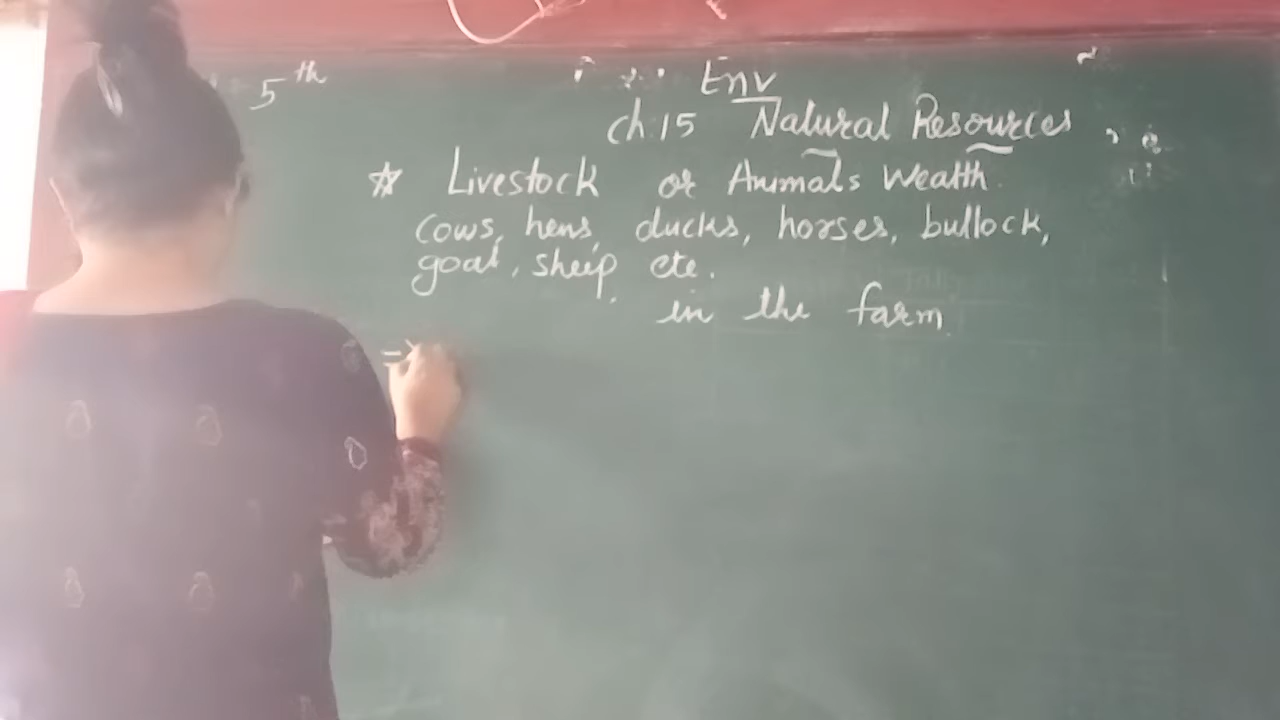 5th
Env
ch.15 Natural Resources
☆ Livestock or Animals Wealth.
Cows, hens, ducks, horses, bullock,
goat, sheep, etc.
in the farm
=>